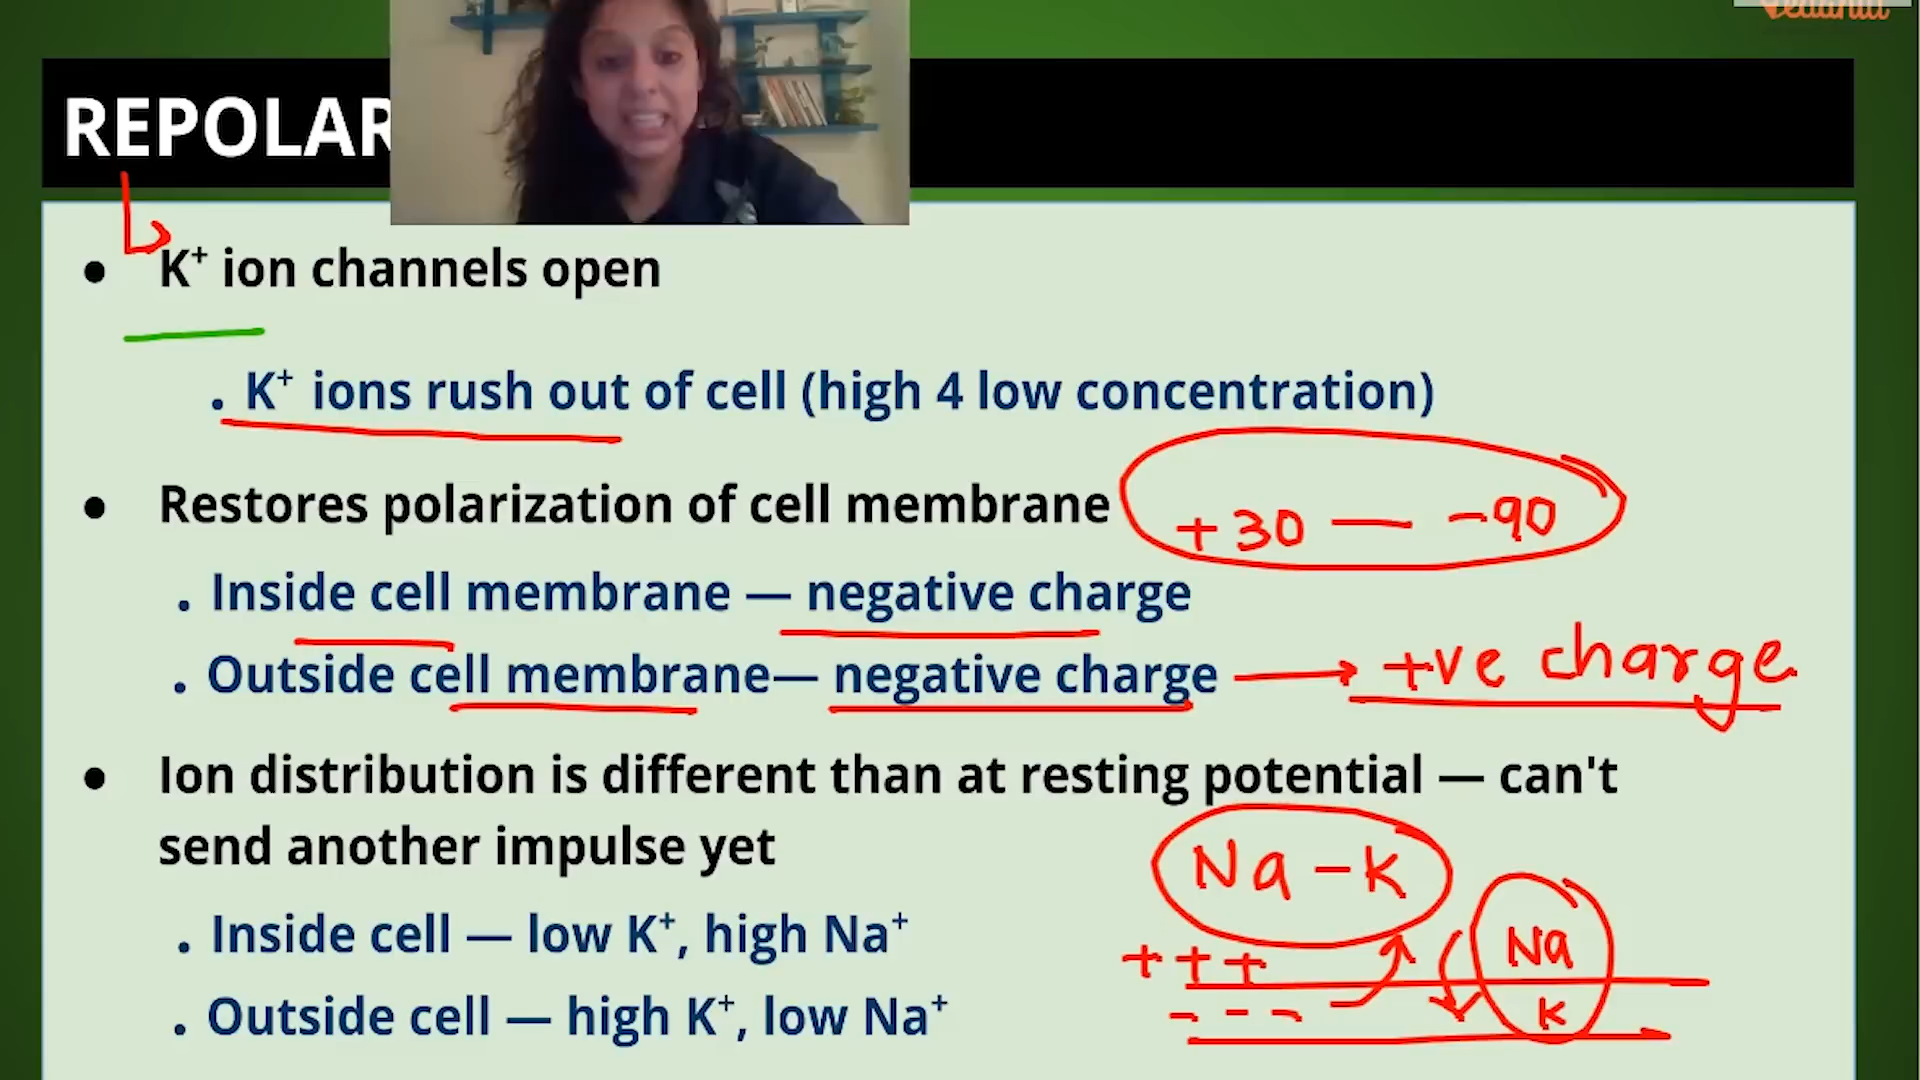 REPOLAR
K⁺ ion channels open
. K⁺ ions rush out of cell (high 4 low concentration)
Restores polarization of cell membrane +30 — -90
. Inside cell membrane — negative charge
. Outside cell membrane— negative charge → +ve charge
Ion distribution is different than at resting potential — can't
send another impulse yet
Na - K
. Inside cell — low K⁺, high Na⁺
+ + + Na
. Outside cell — high K⁺, low Na⁺
- - - K